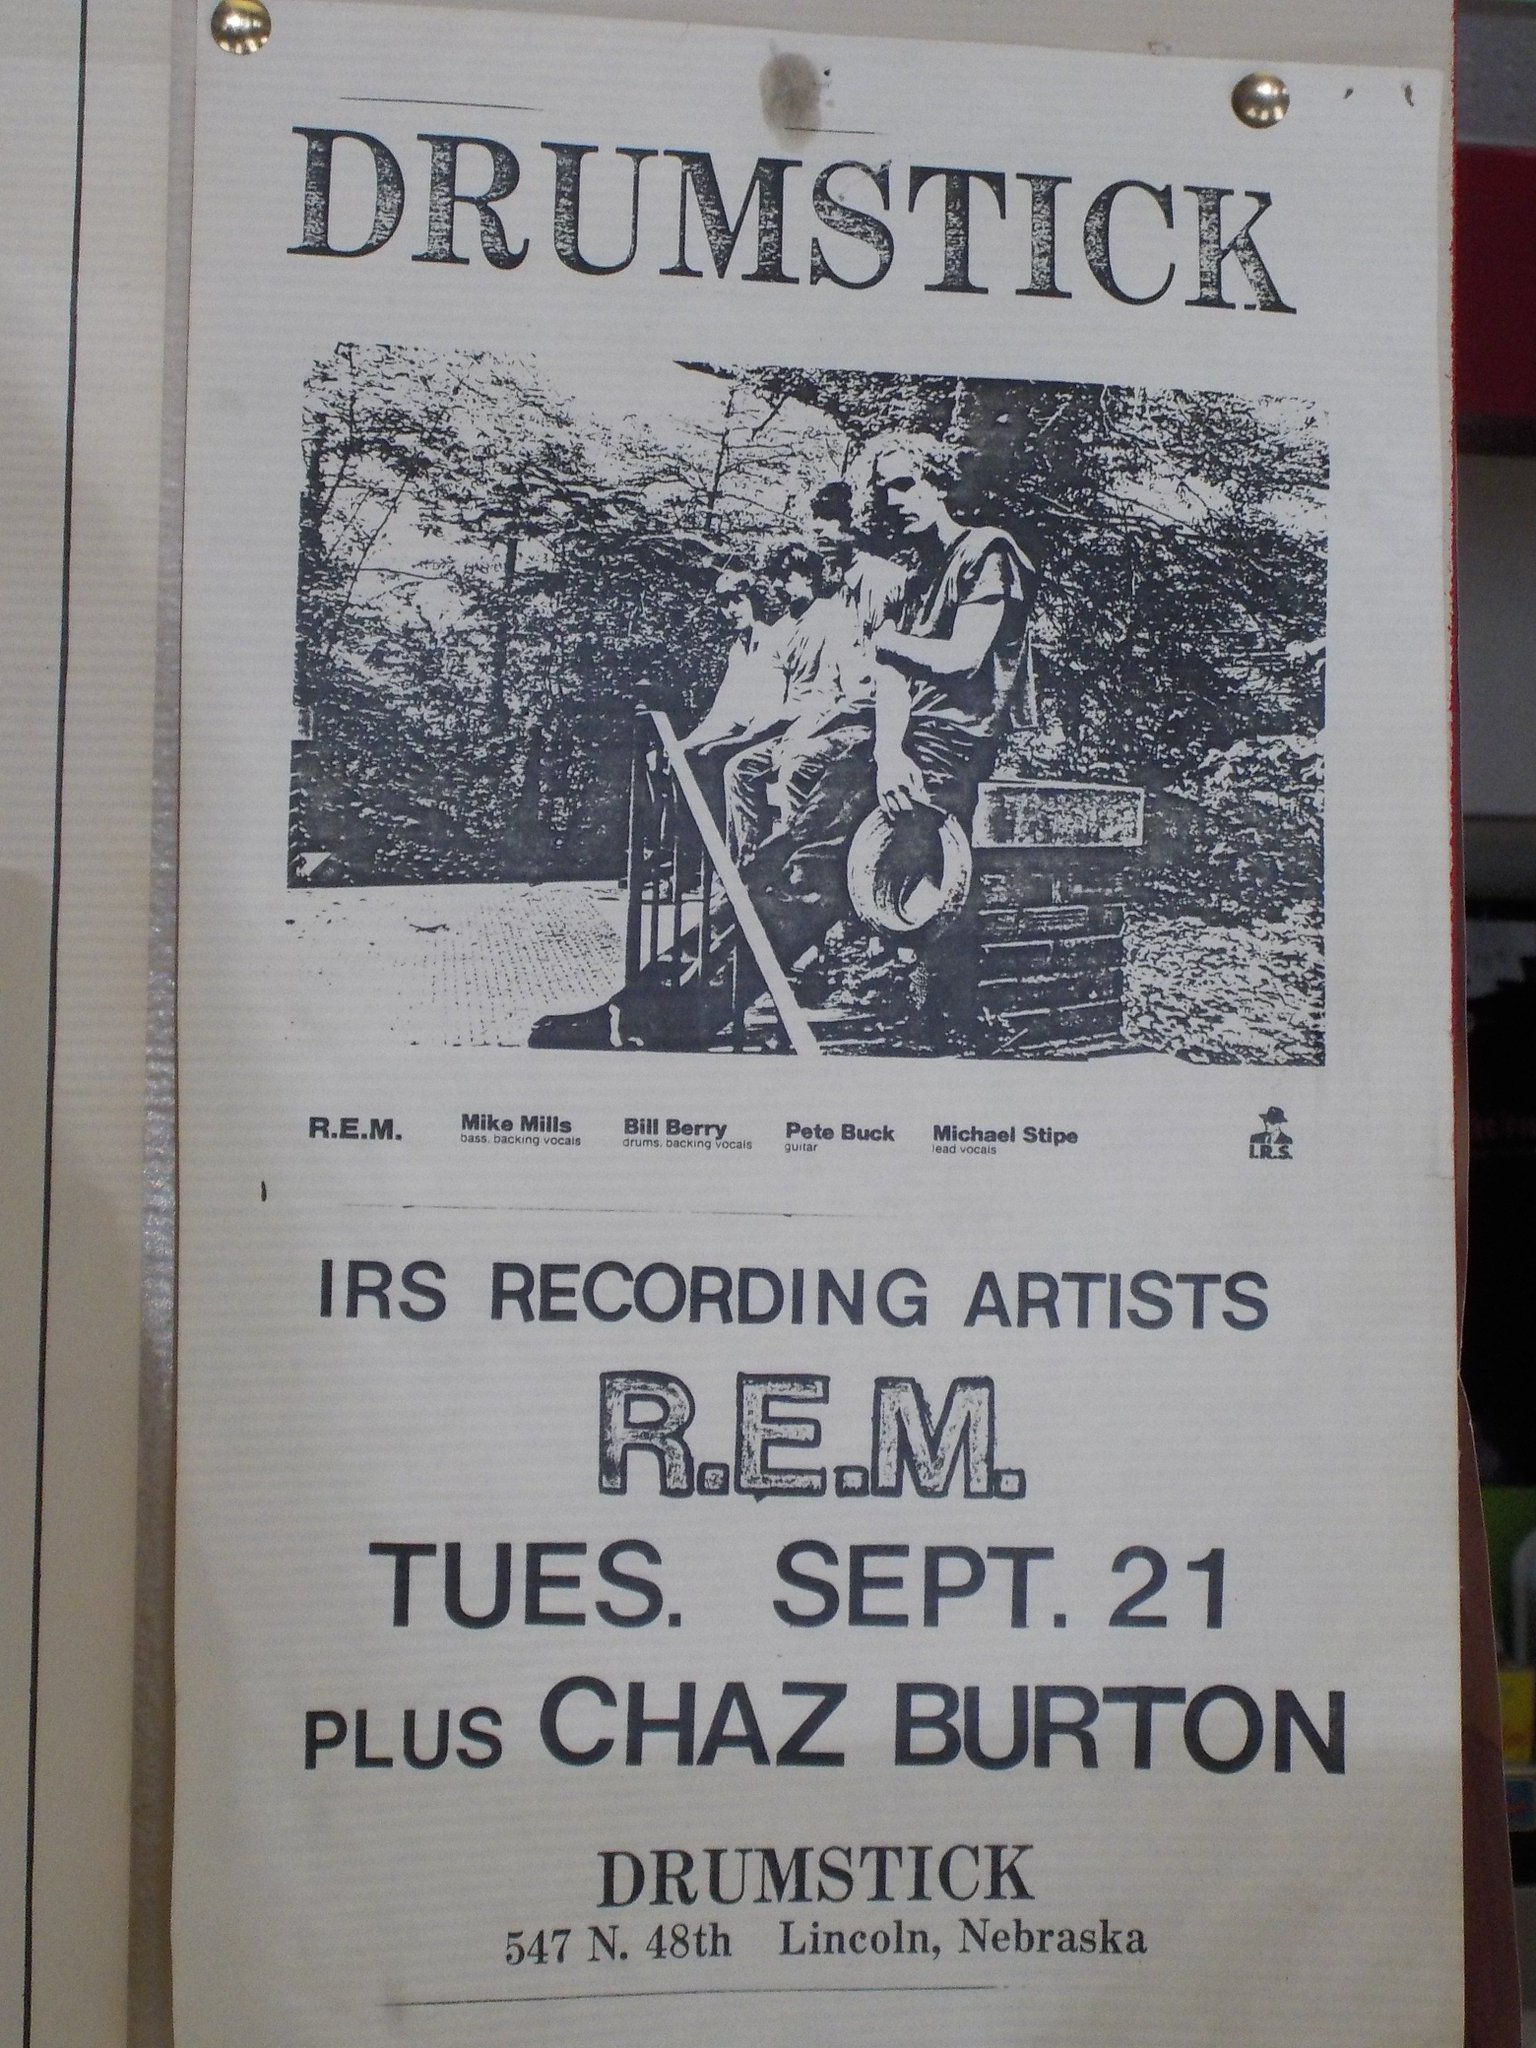 DRUMSTICK
R.E.M. Mike Mills Bill Berry Pete Buck Michael Stipe
bass, backing vocals drums, backing vocals guitar lead vocals
I.R.S.
IRS RECORDING ARTISTS
R.E.M.
TUES. SEPT. 21
PLUS CHAZ BURTON
DRUMSTICK
547 N. 48th Lincoln, Nebraska